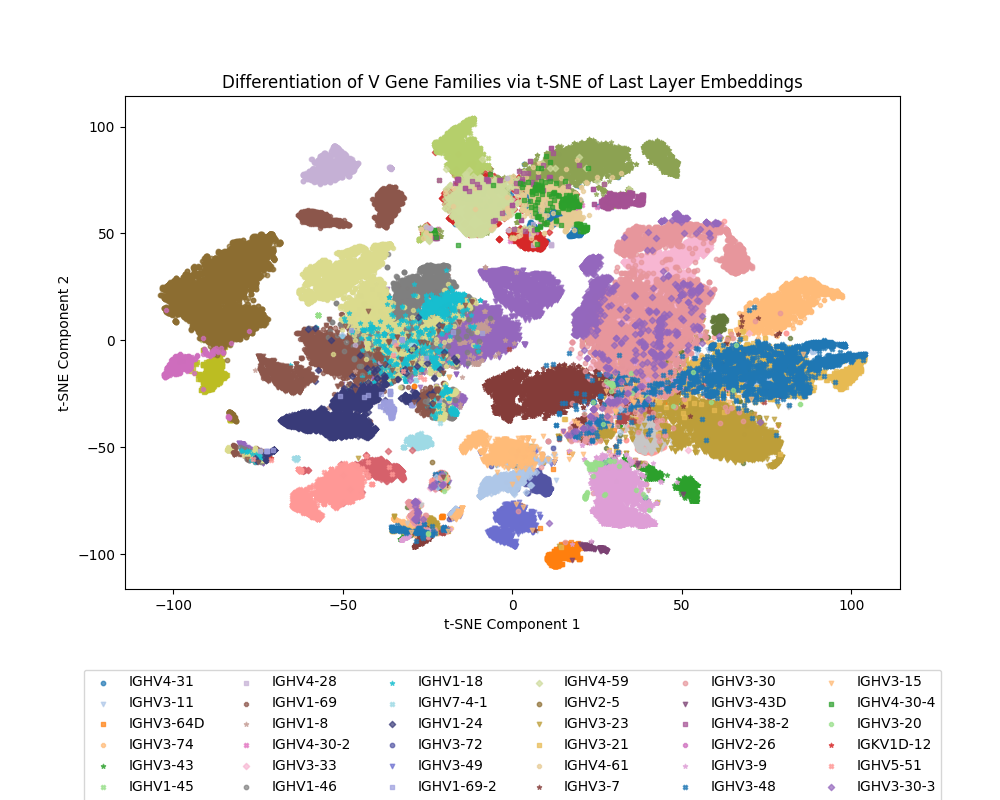 Differentiation of V Gene Families via t-SNE of Last Layer Embeddings
100
50
0
−50
−100
t-SNE Component 2
−100 −50 0 50 100
t-SNE Component 1
IGHV4-31 IGHV4-28 IGHV1-18 IGHV4-59 IGHV3-30 IGHV3-15
IGHV3-11 IGHV1-69 IGHV7-4-1 IGHV2-5 IGHV3-43D IGHV4-30-4
IGHV3-64D IGHV1-8 IGHV1-24 IGHV3-23 IGHV4-38-2 IGHV3-20
IGHV3-74 IGHV4-30-2 IGHV3-72 IGHV3-21 IGHV2-26 IGKV1D-12
IGHV3-43 IGHV3-33 IGHV3-49 IGHV4-61 IGHV3-9 IGHV5-51
IGHV1-45 IGHV1-46 IGHV1-69-2 IGHV3-7 IGHV3-48 IGHV3-30-3